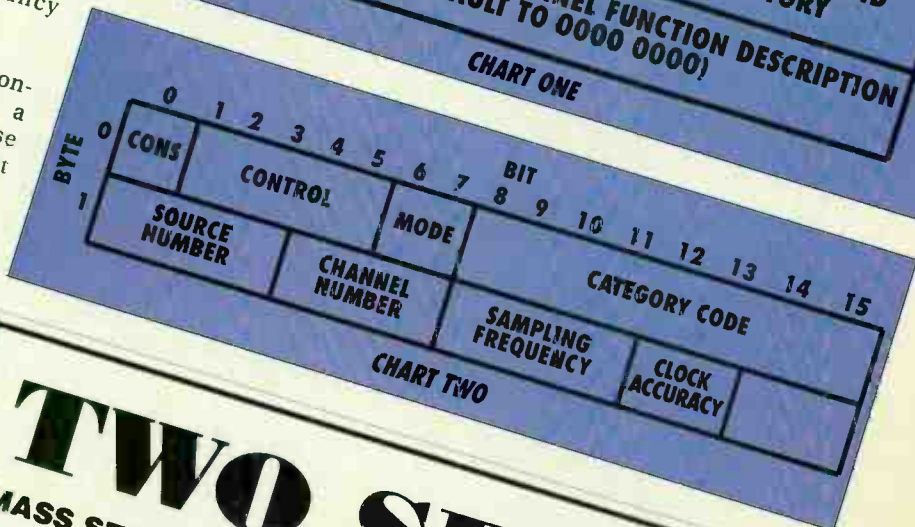 TORY
NEL FUNCTION DESCRIPTION
TO 0000 0000)
CHART ONE
a
BIT
0 1 2 3 4 5 6 7 8 9 10 11 12 13 14 15
BYTE
0
CONS
CONTROL
MODE
CATEGORY CODE
1
SOURCE
NUMBER
CHANNEL
NUMBER
SAMPLING
FREQUENCY
CLOCK
ACCURACY
CHART TWO
TWO